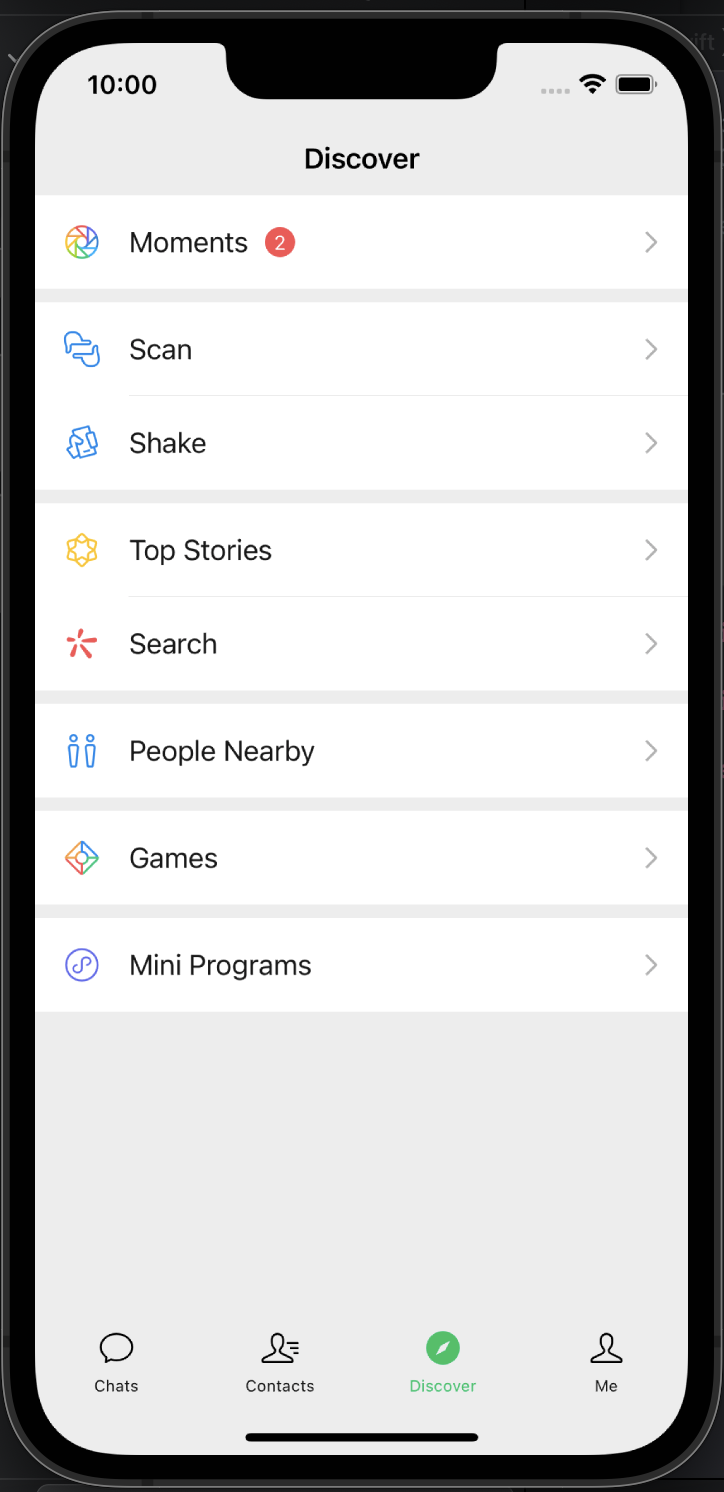 10:00
Discover
Moments 2
Scan
Shake
Top Stories
Search
People Nearby
Games
Mini Programs
Chats Contacts Discover Me